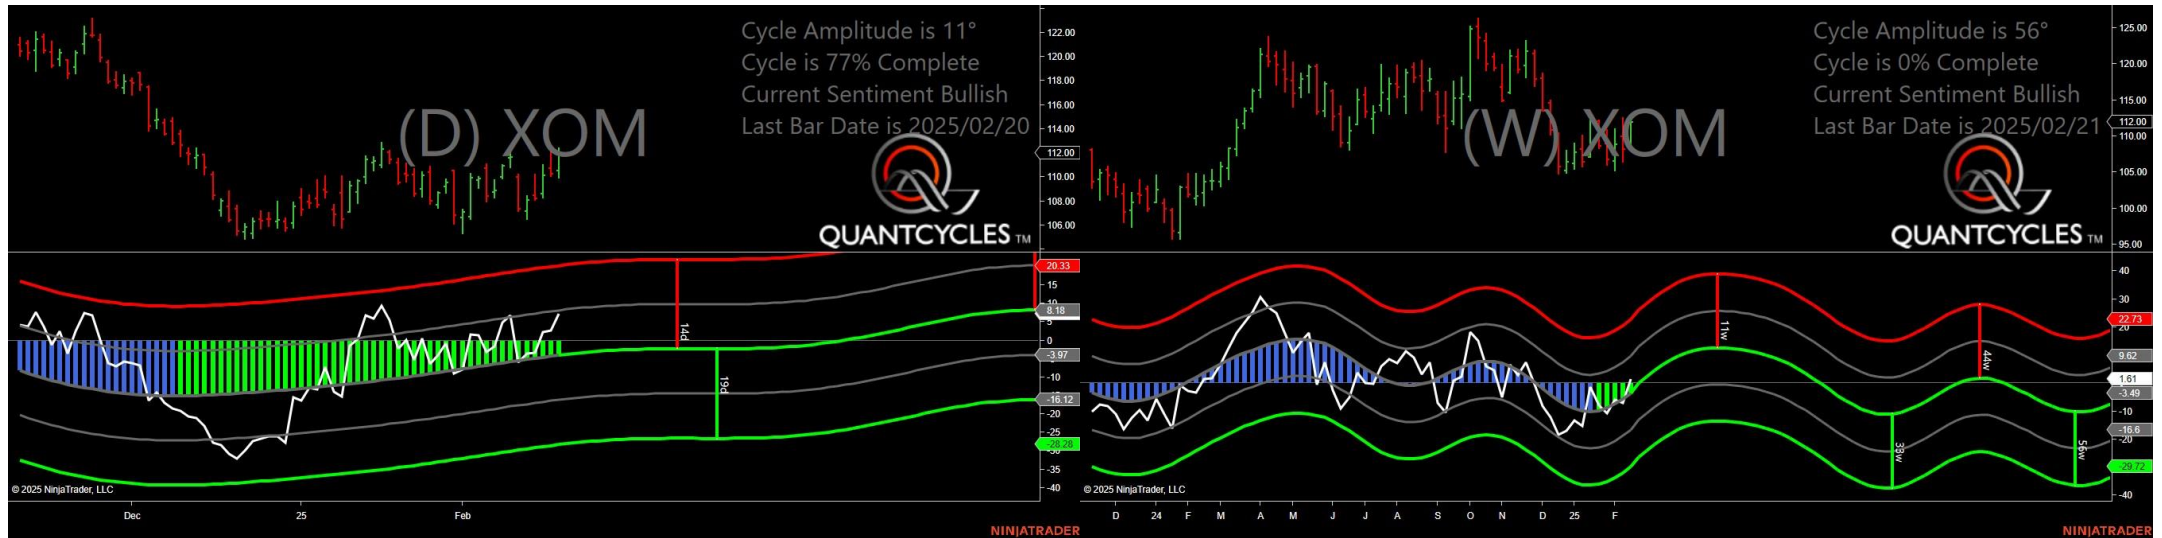 Cycle Amplitude is 11°
Cycle is 77% Complete
Current Sentiment Bullish
Last Bar Date is 2025/02/20
(D) XOM
QUANTCYCLES TM
122.00
120.00
118.00
116.00
114.00
112.00
110.00
108.00
106.00
20.33
15
10
8.18
5
0
-3.97
-10
-16.12
-20
-25
-28.28
-30
-35
-40
14d
19d
© 2025 NinjaTrader, LLC
Dec
25
Feb
NINJATRADER
Cycle Amplitude is 56°
Cycle is 0% Complete
Current Sentiment Bullish
Last Bar Date is 2025/02/21
(W) XOM
QUANTCYCLES TM
125.00
120.00
115.00
112.00
110.00
105.00
100.00
95.00
40
30
22.73
20
9.62
1.61
-3.49
-10
-16.6
-20
-29.72
-40
11w
44w
33w
56w
© 2025 NinjaTrader, LLC
D 24 F M A M J J A S O N D 25 F
NINJATRADER